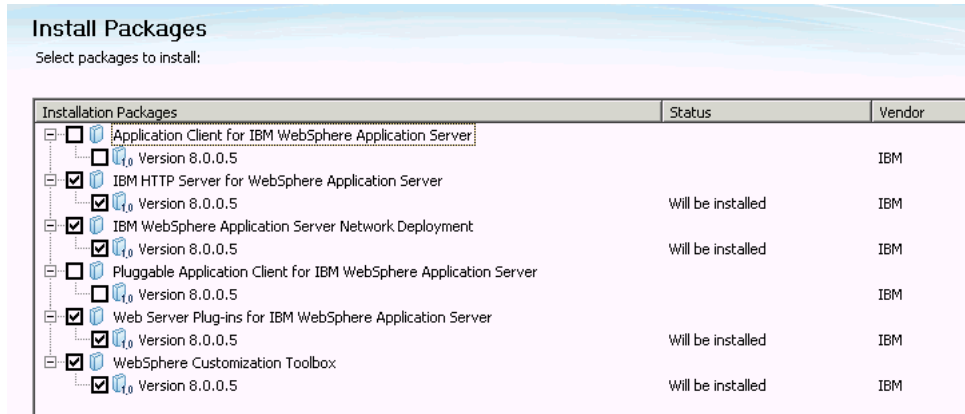 Install Packages
Select packages to install:
Installation Packages Status Vendor
Application Client for IBM WebSphere Application Server
Version 8.0.0.5 IBM
IBM HTTP Server for WebSphere Application Server
Version 8.0.0.5 Will be installed IBM
IBM WebSphere Application Server Network Deployment
Version 8.0.0.5 Will be installed IBM
Pluggable Application Client for IBM WebSphere Application Server
Version 8.0.0.5 IBM
Web Server Plug-ins for IBM WebSphere Application Server
Version 8.0.0.5 Will be installed IBM
WebSphere Customization Toolbox
Version 8.0.0.5 Will be installed IBM